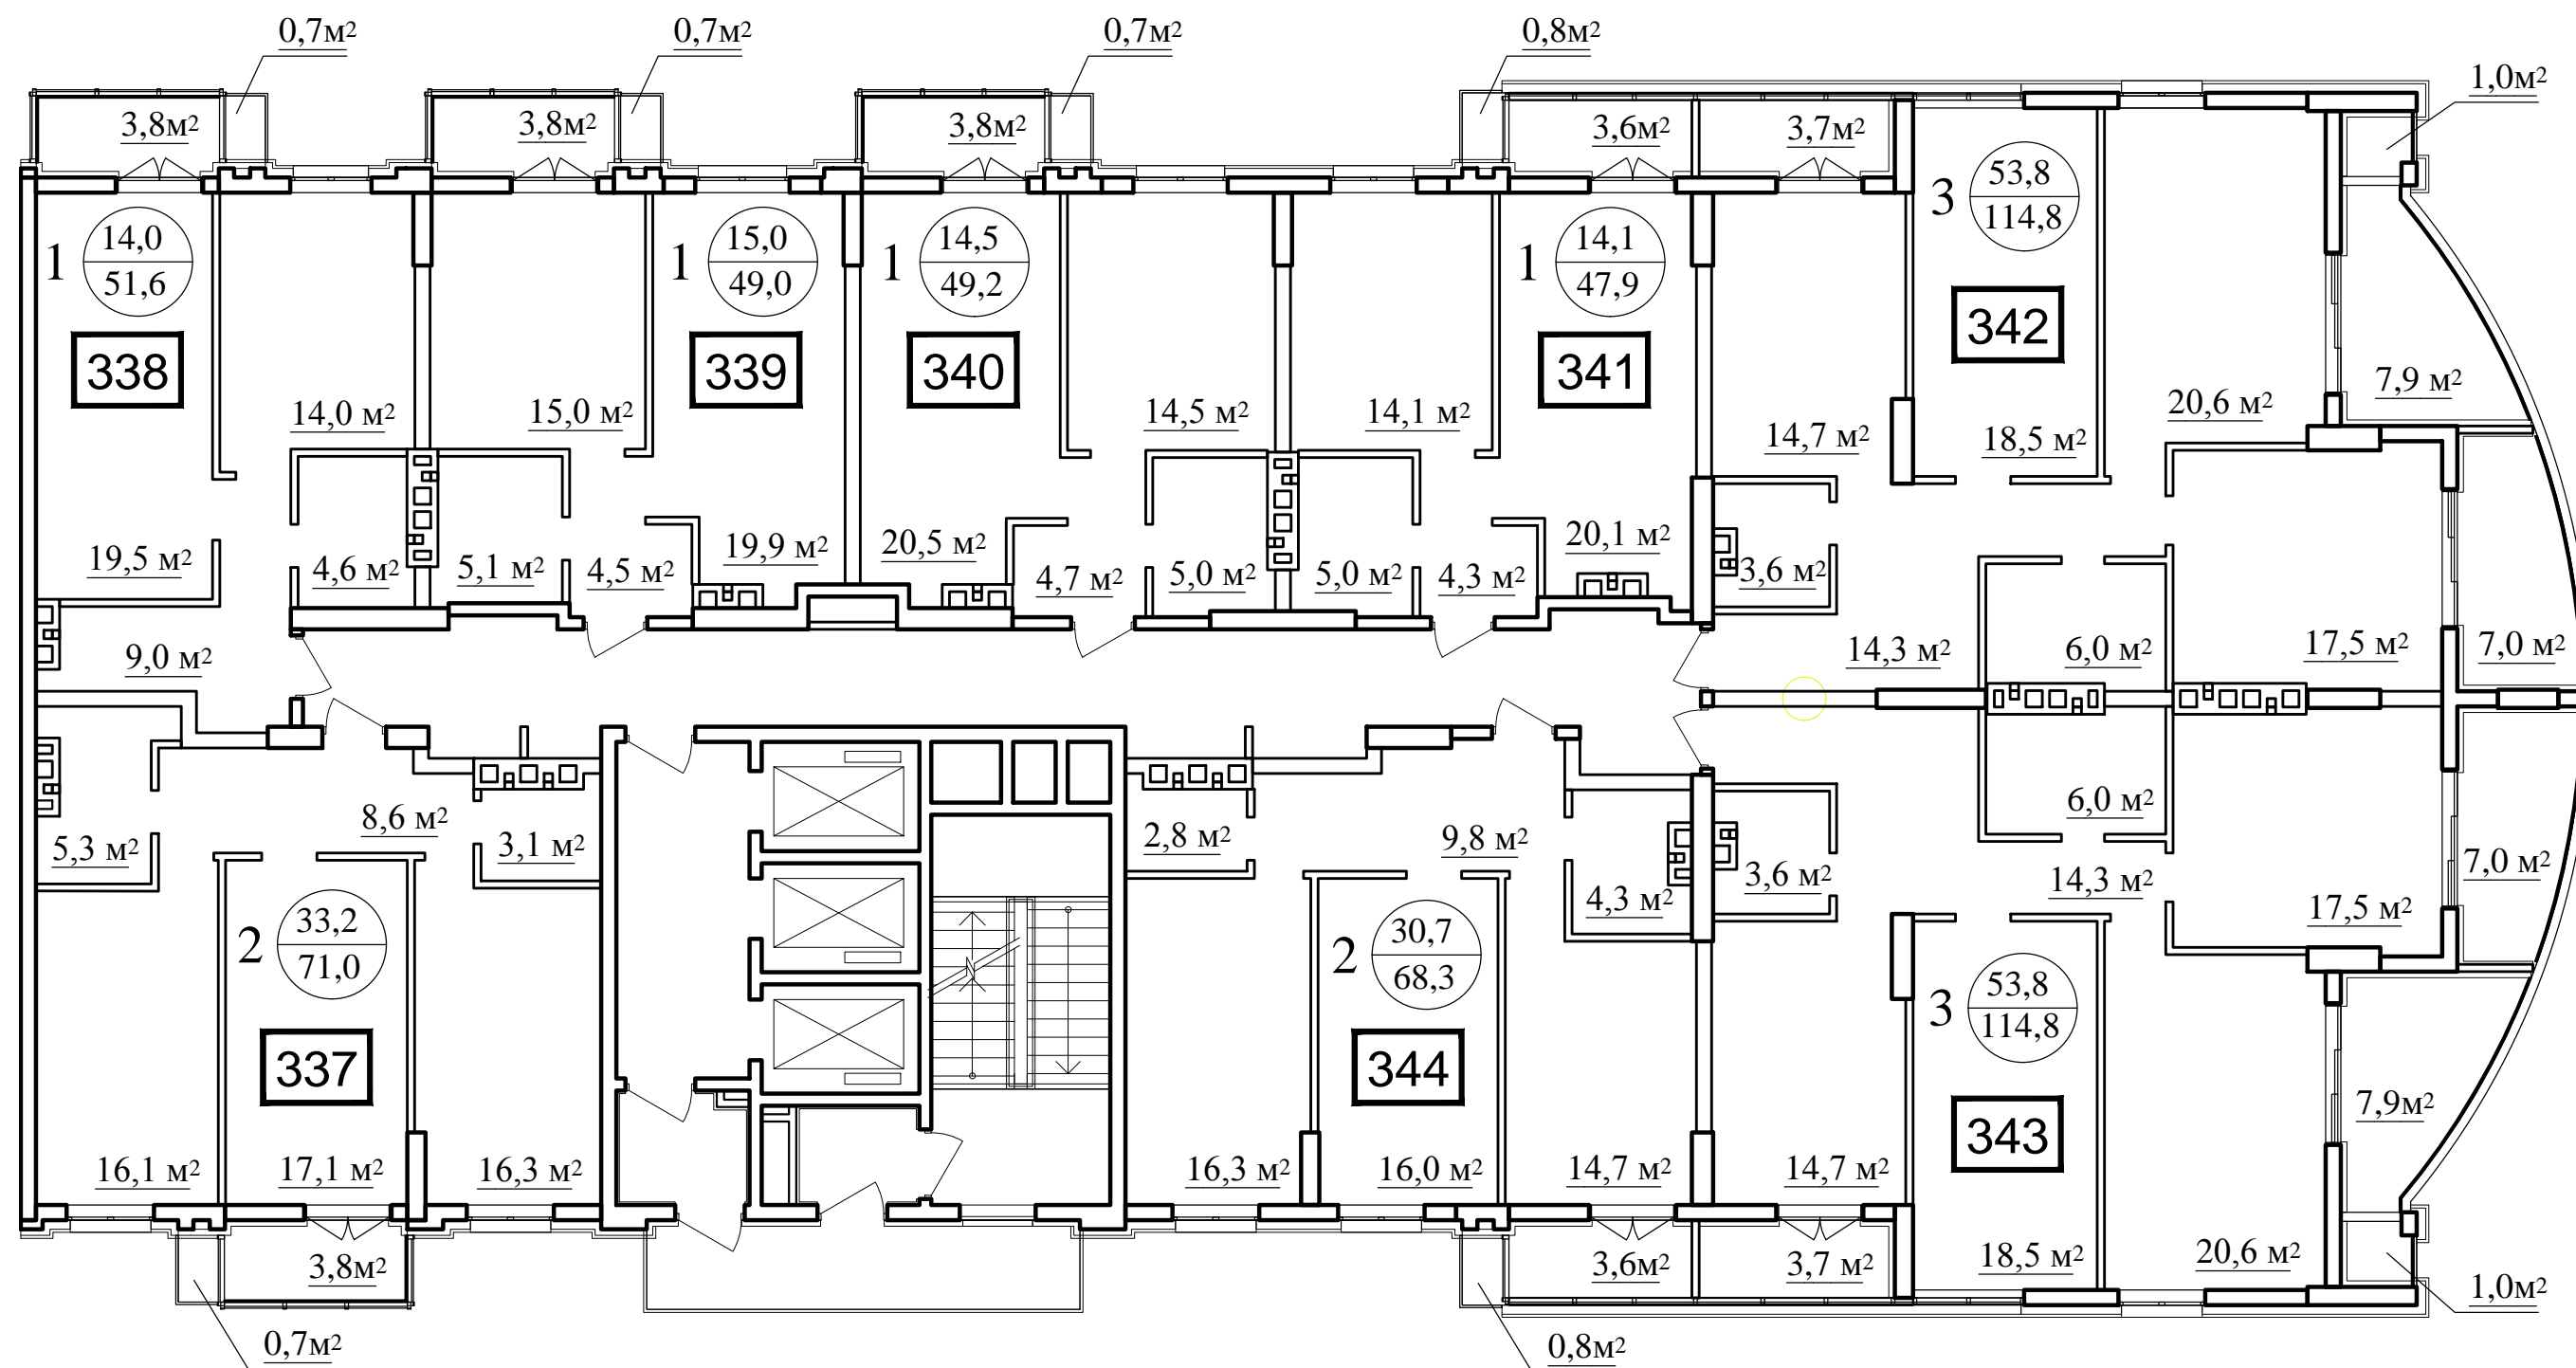 0,7м²
0,7м²
0,7м²
0,8м²
1,0м²
3,8м²
3,8м²
3,8м²
3,6м²
3,7м²
1
14,0
51,6
338
1
15,0
49,0
339
1
14,5
49,2
340
1
14,1
47,9
341
3
53,8
114,8
342
14,0 м²
15,0 м²
14,5 м²
14,1 м²
14,7 м²
18,5 м²
20,6 м²
7,9 м²
19,5 м²
4,6 м²
5,1 м²
4,5 м²
19,9 м²
20,5 м²
4,7 м²
5,0 м²
5,0 м²
4,3 м²
20,1 м²
3,6 м²
9,0 м²
14,3 м²
6,0 м²
17,5 м²
7,0 м²
5,3 м²
8,6 м²
3,1 м²
2,8 м²
9,8 м²
4,3 м²
3,6 м²
6,0 м²
14,3 м²
17,5 м²
7,0 м²
2
33,2
71,0
337
2
30,7
68,3
344
3
53,8
114,8
343
7,9м²
16,1 м²
17,1 м²
16,3 м²
16,3 м²
16,0 м²
14,7 м²
14,7 м²
3,8м²
3,6м²
3,7 м²
18,5 м²
20,6 м²
1,0м²
0,7м²
0,8м²